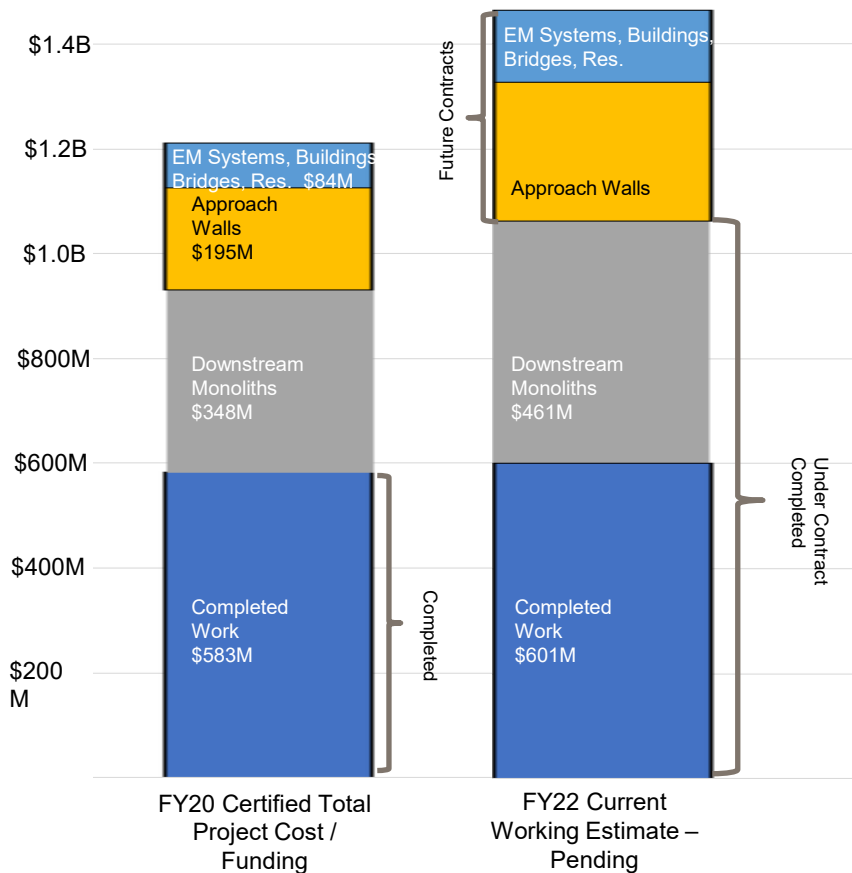 $1.4B
$1.2B
$1.0B
$800M
$600M
$400M
$200
M
EM Systems, Buildings
Bridges, Res. $84M
Approach
Walls
$195M
Downstream
Monoliths
$348M
Completed
Work
$583M
Completed
FY20 Certified Total
Project Cost /
Funding
Future Contracts
EM Systems, Buildings,
Bridges, Res.
Approach Walls
Downstream
Monoliths
$461M
Completed
Work
$601M
Under Contract
Completed
FY22 Current
Working Estimate –
Pending